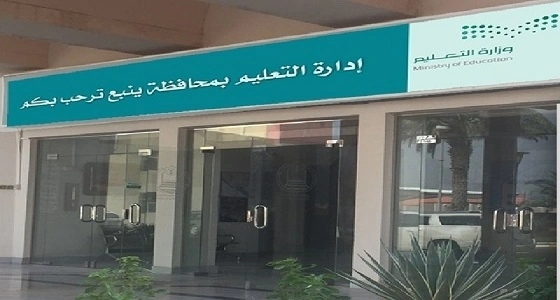 وزارة التعليم
Ministry of Education
إدارة التعليم بمحافظة ينبع ترحب بكم